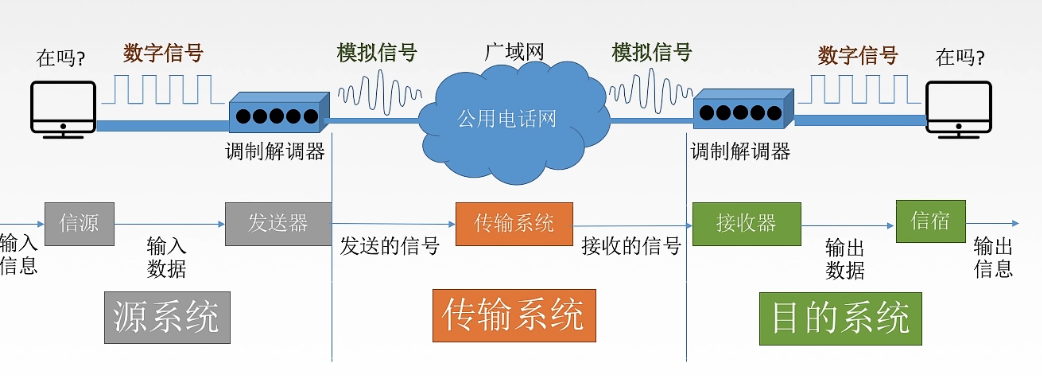 在吗?
数字信号
模拟信号
广域网
模拟信号
数字信号
在吗?
公用电话网
调制解调器
调制解调器
信源
发送器
传输系统
接收器
信宿
输入
信息
输入
数据
发送的信号
接收的信号
输出
数据
输出
信息
源系统
传输系统
目的系统